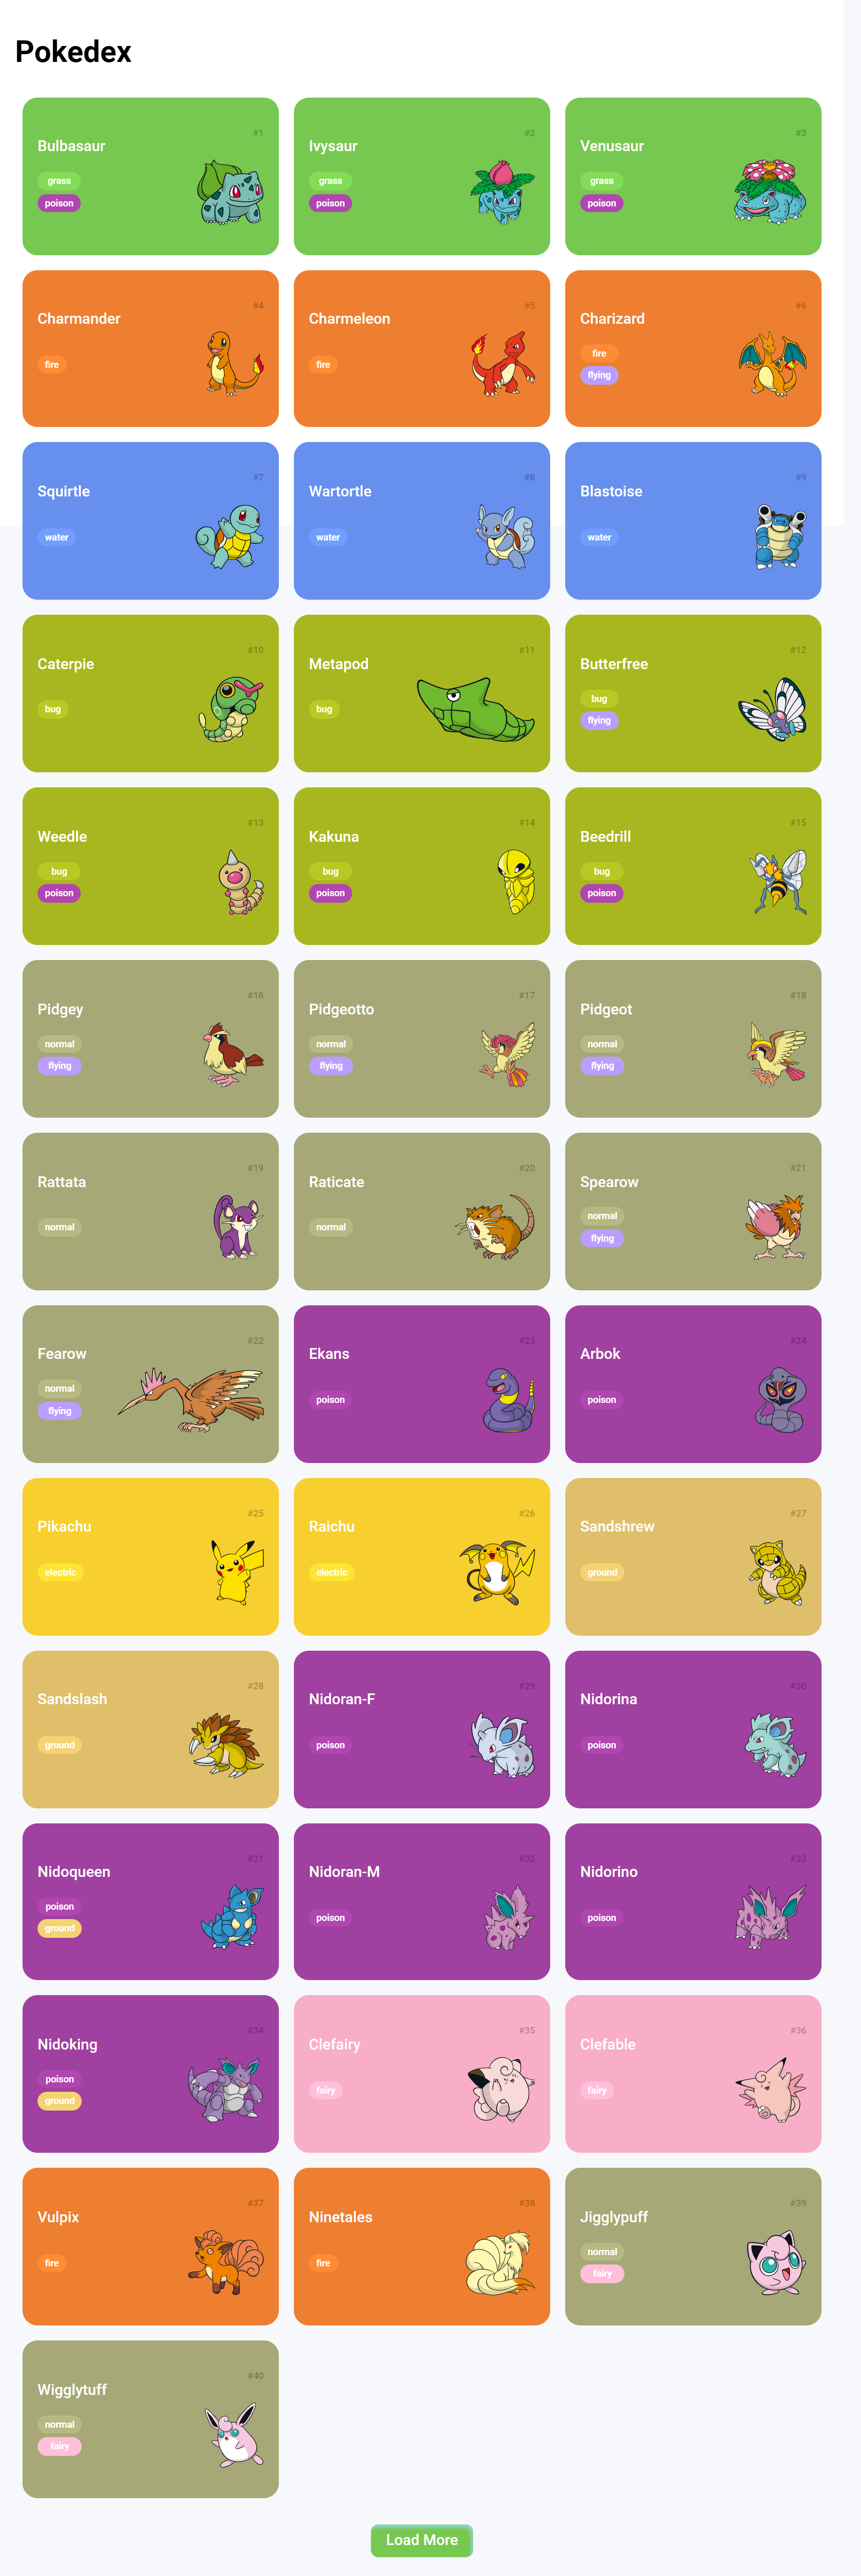 Pokedex
#1
Bulbasaur
grass
poison
#2
Ivysaur
grass
poison
#3
Venusaur
grass
poison
#4
Charmander
fire
#5
Charmeleon
fire
#6
Charizard
fire
flying
#7
Squirtle
water
#8
Wartortle
water
#9
Blastoise
water
#10
Caterpie
bug
#11
Metapod
bug
#12
Butterfree
bug
flying
#13
Weedle
bug
poison
#14
Kakuna
bug
poison
#15
Beedrill
bug
poison
#16
Pidgey
normal
flying
#17
Pidgeotto
normal
flying
#18
Pidgeot
normal
flying
#19
Rattata
normal
#20
Raticate
normal
#21
Spearow
normal
flying
#22
Fearow
normal
flying
#23
Ekans
poison
#24
Arbok
poison
#25
Pikachu
electric
#26
Raichu
electric
#27
Sandshrew
ground
#28
Sandslash
ground
#29
Nidoran-F
poison
#30
Nidorina
poison
#31
Nidoqueen
poison
ground
#32
Nidoran-M
poison
#33
Nidorino
poison
#34
Nidoking
poison
ground
#35
Clefairy
fairy
#36
Clefable
fairy
#37
Vulpix
fire
#38
Ninetales
fire
#39
Jigglypuff
normal
fairy
#40
Wigglytuff
normal
fairy
Load More